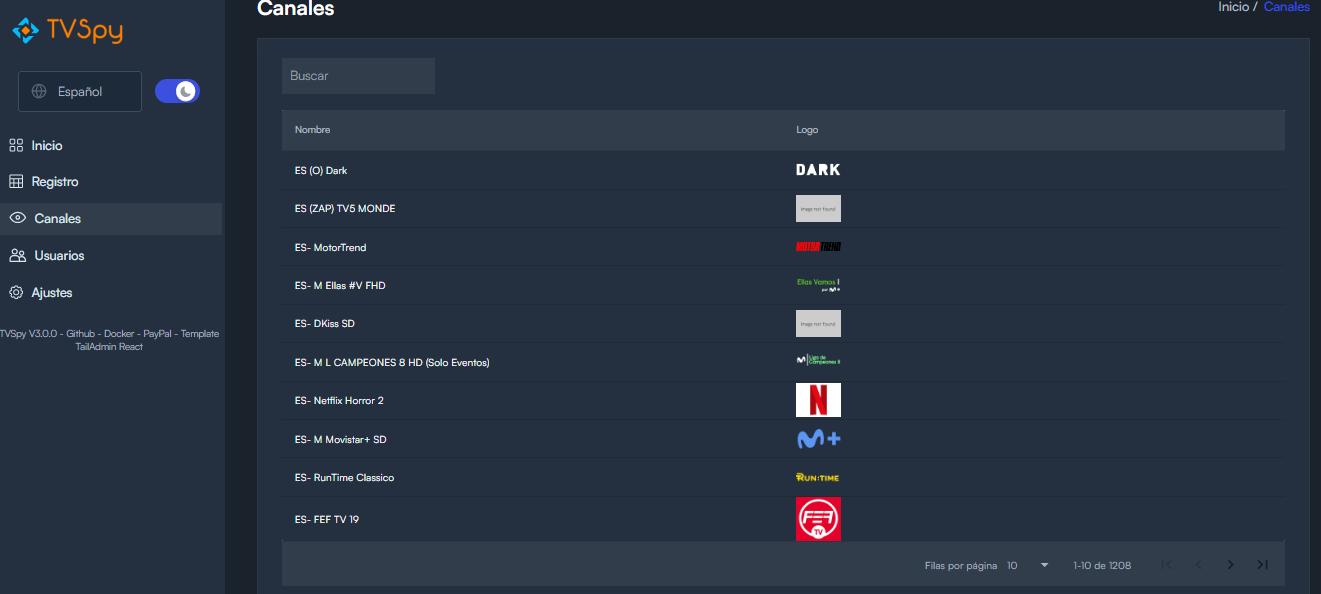 TVSpy
Canales
Inicio / Canales
Español
Inicio
Registro
Canales
Usuarios
Ajustes
TVSpy V3.0.0 - Github - Docker - PayPal - Template
TailAdmin React
Buscar
Nombre Logo
ES (O) Dark DARK
ES (ZAP) TV5 MONDE image not found
ES- MotorTrend MOTORTREND
ES- M Ellas #V FHD Ellas Vamos por M+
ES- DKiss SD image not found
ES- M L CAMPEONES 8 HD (Solo Eventos) M Liga de Campeones 8
ES- Netflix Horror 2 N
ES- M Movistar+ SD M+
ES- RunTime Classico RUN:TIME
ES- FEF TV 19 FEF TV
Filas por página 10 1-10 de 1208